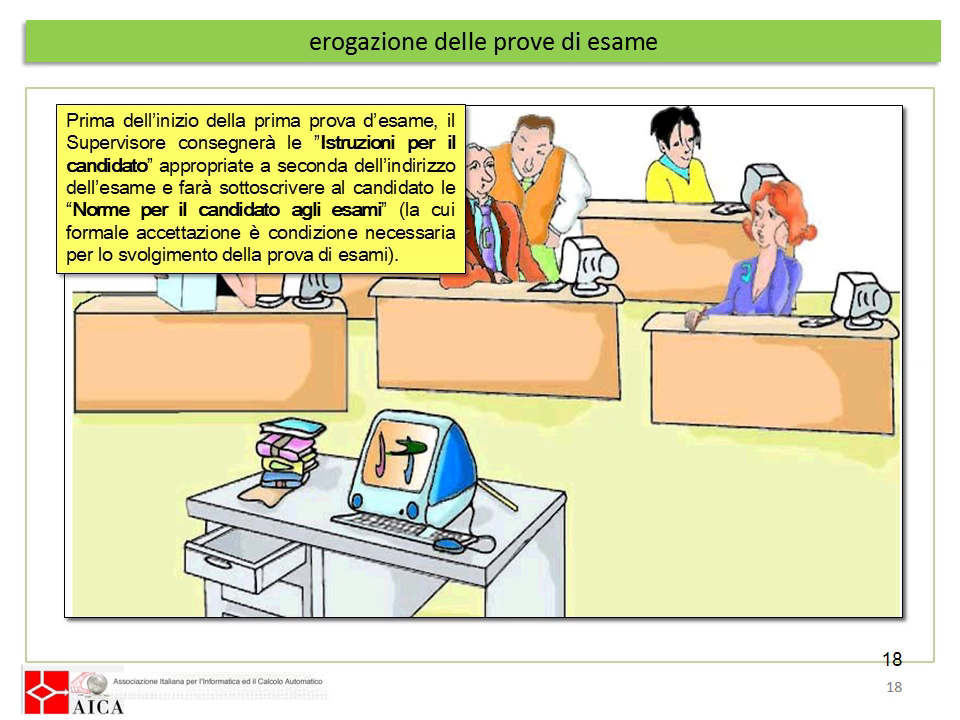 erogazione delle prove di esame
Prima dell’inizio della prima prova d’esame, il
Supervisore consegnerà le ”Istruzioni per il
candidato” appropriate a seconda dell’indirizzo
dell’esame e farà sottoscrivere al candidato le
“Norme per il candidato agli esami” (la cui
formale accettazione è condizione necessaria
per lo svolgimento della prova di esami).
18
Associazione Italiana per l'Informatica ed il Calcolo Automatico
18
AICA